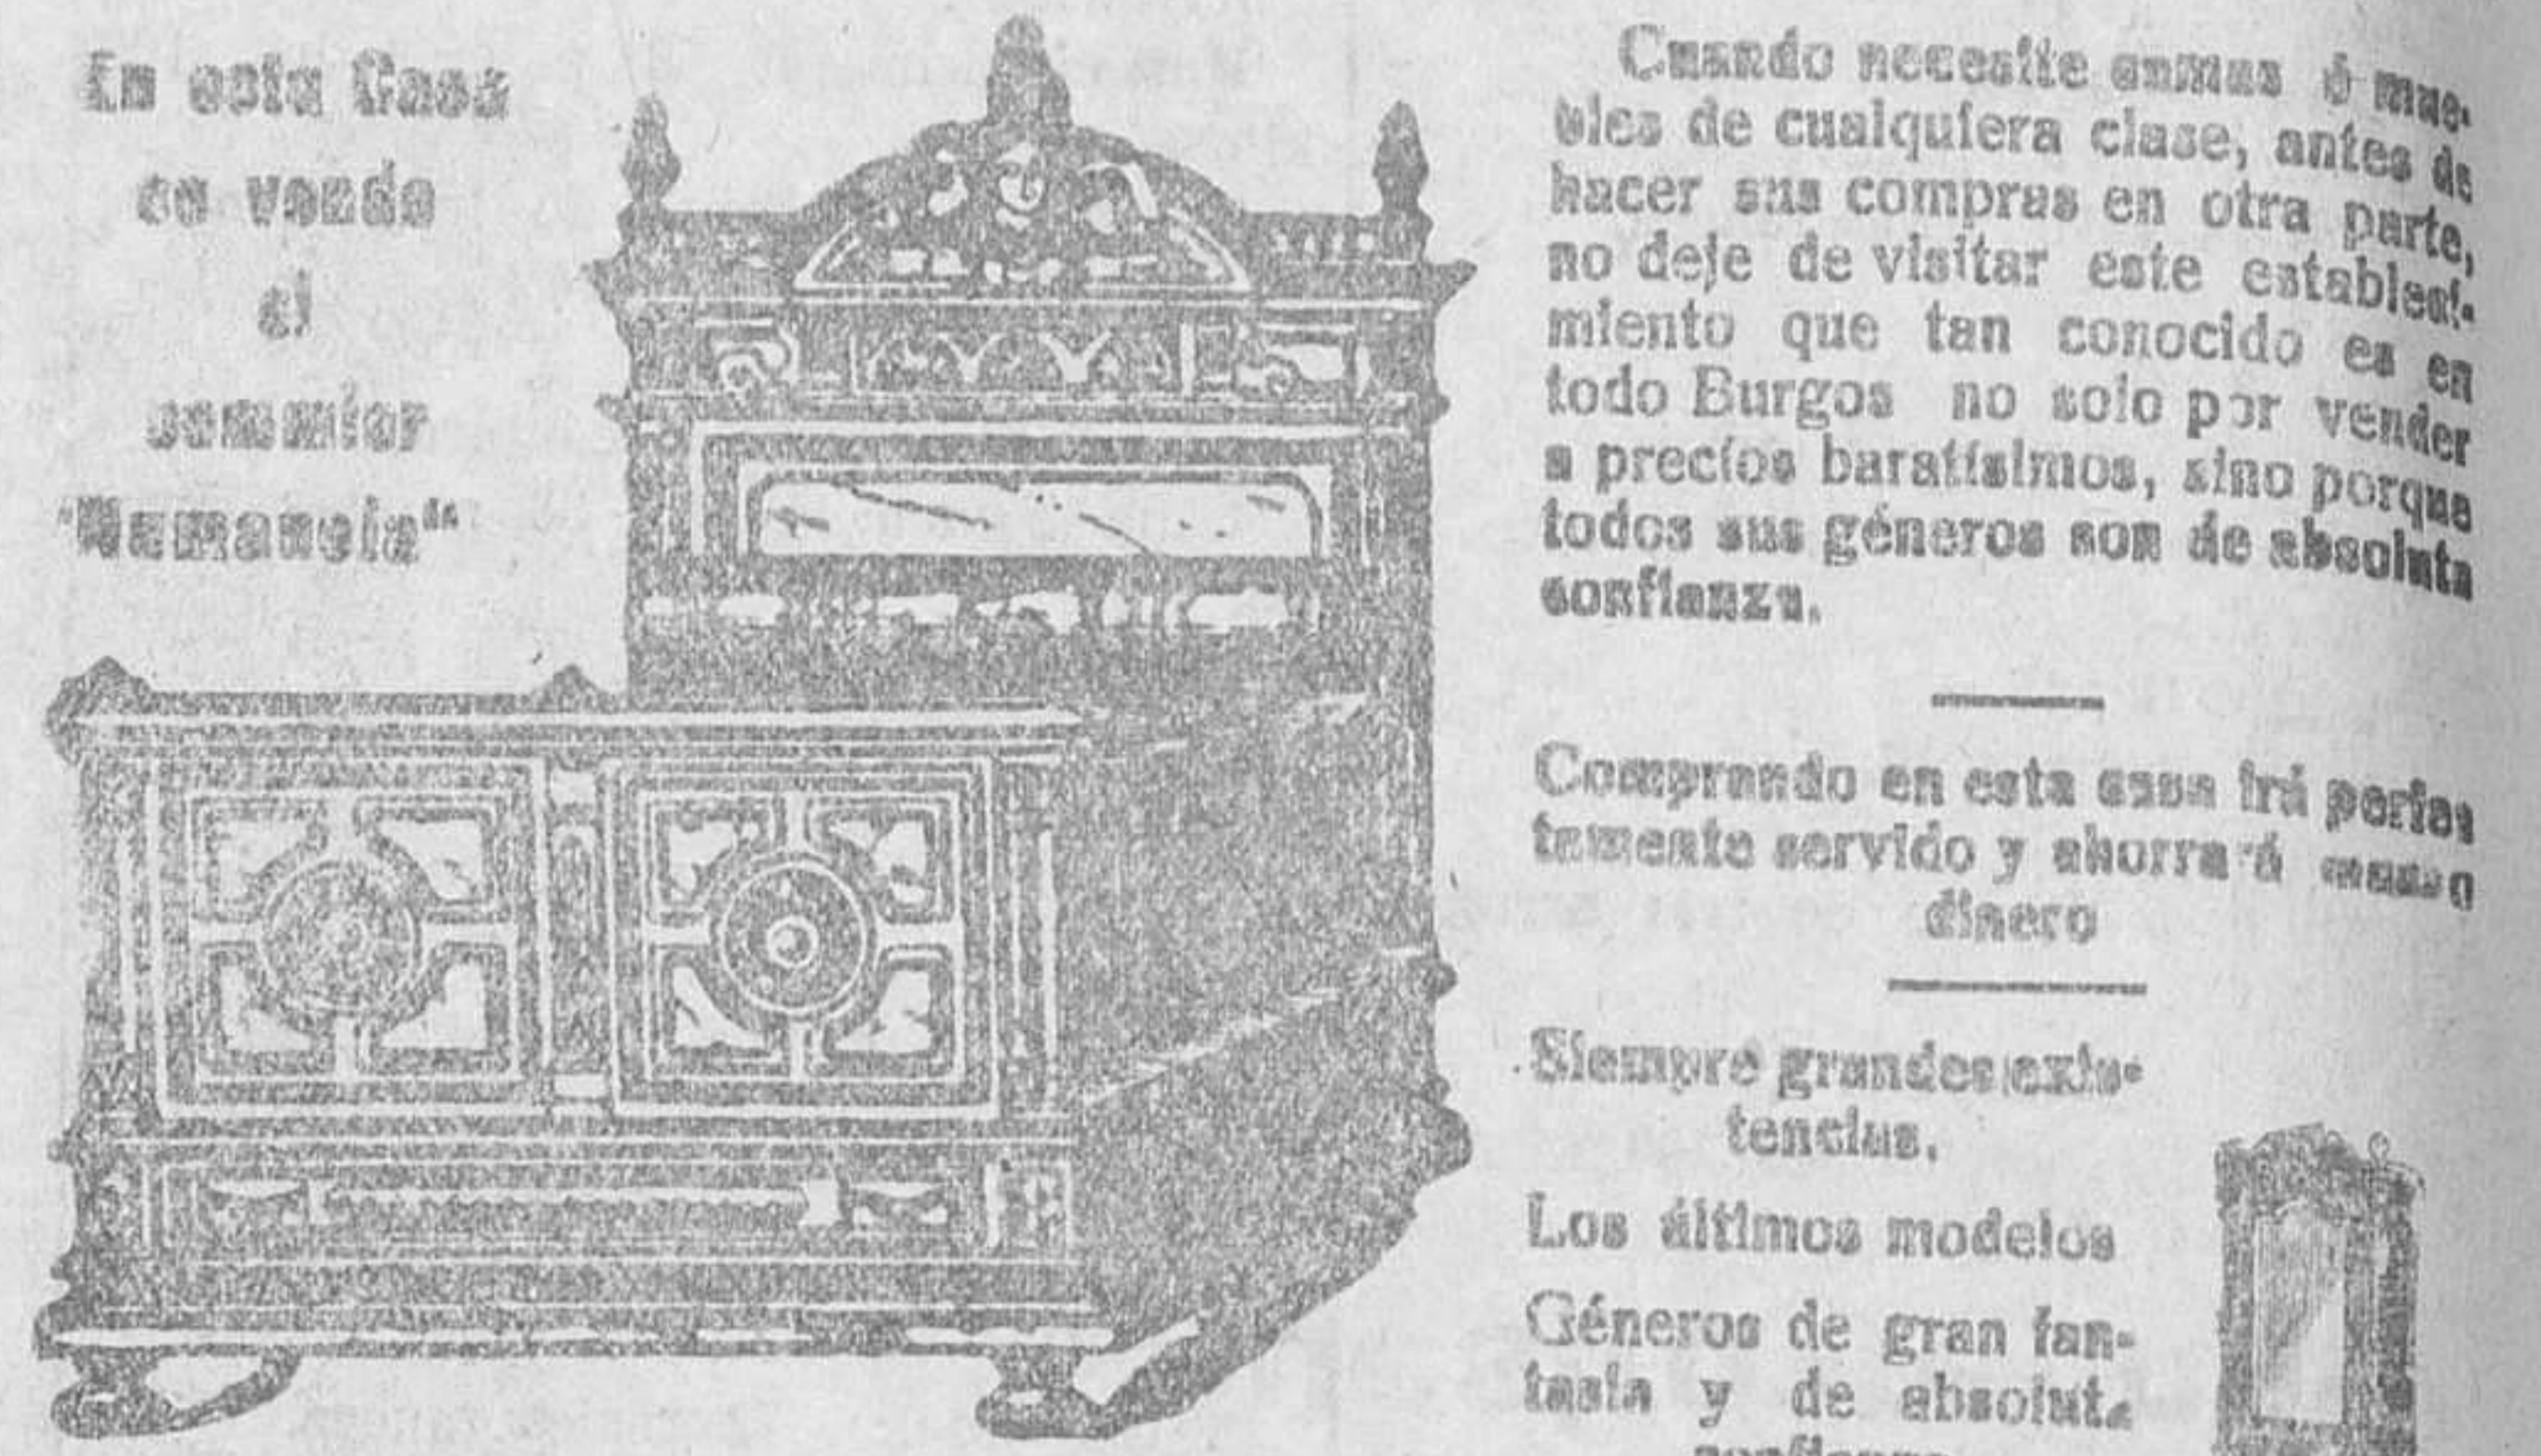 En esta Casa
se vende
el
sommier
"Numancia"
Cuando necesite camas ó mue-
bles de cualquiera clase, antes de
hacer sus compras en otra parte,
no deje de visitar este estableci-
miento que tan conocido es en
todo Burgos no solo por vender
a precios baratísimos, sino porque
todos sus géneros son de absoluta
confianza.
Comprando en esta casa irá perfec
tamente servido y ahorrará
dinero
Siempre grandes exis-
tencias.
Los últimos modelos
Géneros de gran fan-
tasia y de absoluta